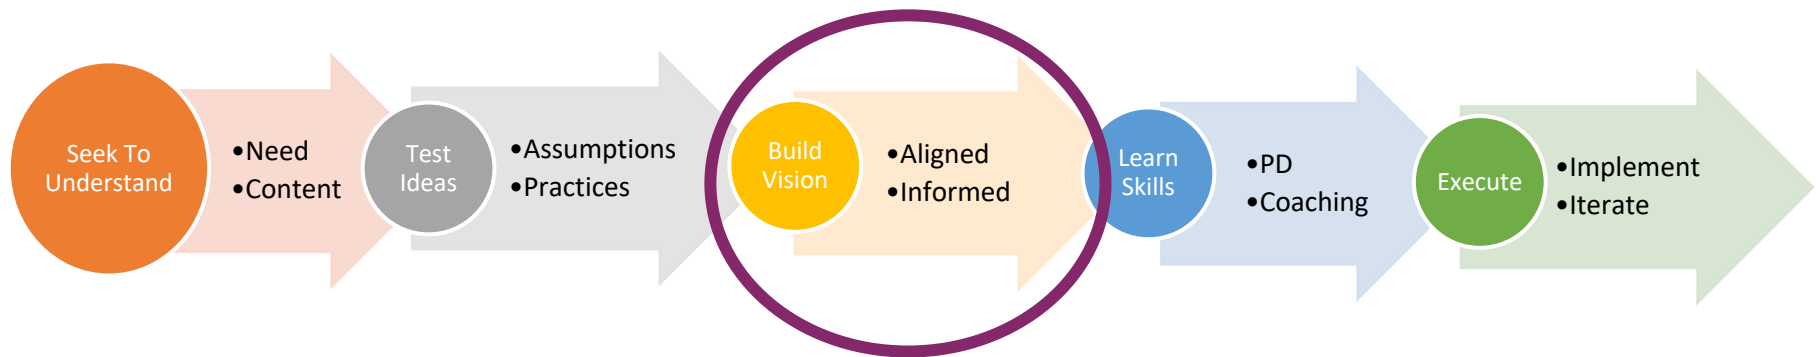 Seek To
Understand
•Need
•Content
Test
Ideas
•Assumptions
•Practices
Build
Vision
•Aligned
•Informed
Learn
Skills
•PD
•Coaching
Execute
•Implement
•Iterate